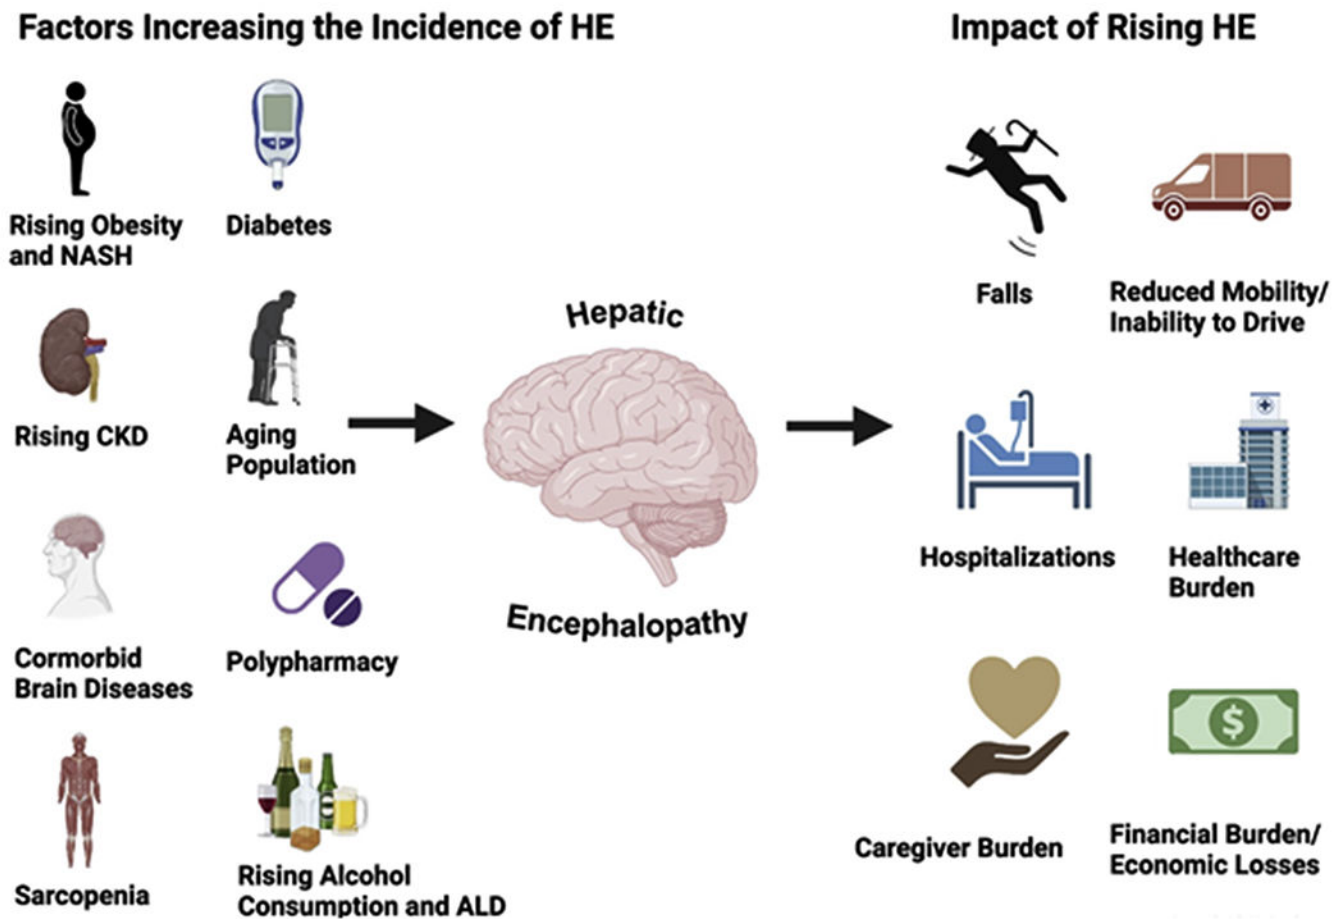 Factors Increasing the Incidence of HE
Impact of Rising HE
Rising Obesity
and NASH
Diabetes
Rising CKD
Aging
Population
Cormorbid
Brain Diseases
Polypharmacy
Sarcopenia
Rising Alcohol
Consumption and ALD
Hepatic
Encephalopathy
Falls
Reduced Mobility/
Inability to Drive
Hospitalizations
Healthcare
Burden
Caregiver Burden
$
Financial Burden/
Economic Losses